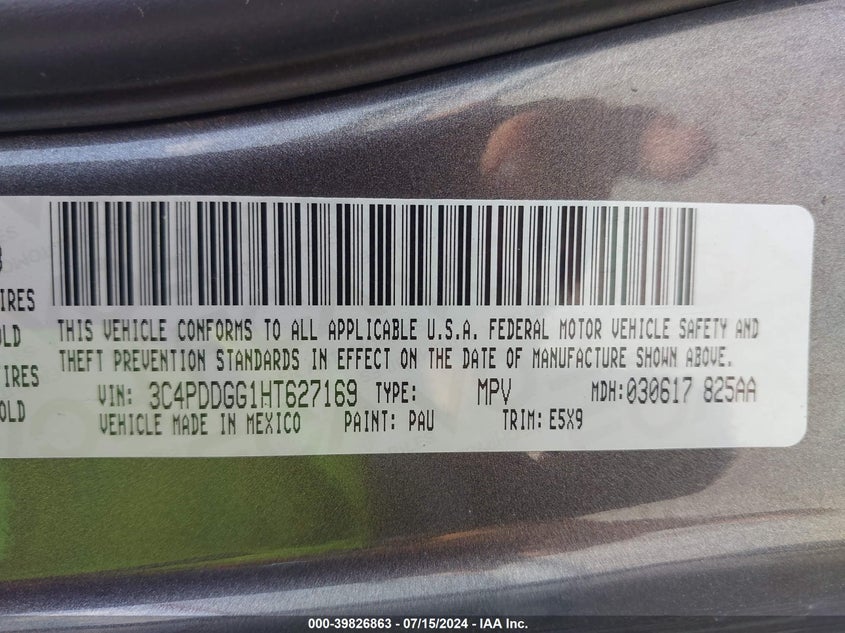 IRES
OLD
IRES
OLD
THIS VEHICLE CONFORMS TO ALL APPLICABLE U.S.A. FEDERAL MOTOR VEHICLE SAFETY AND
THEFT PREVENTION STANDARDS IN EFFECT ON THE DATE OF MANUFACTURE SHOWN ABOVE.
VIN: 3C4PDDGG1HT627169 TYPE: MPV MDH:030617 825AA
VEHICLE MADE IN MEXICO PAINT: PAU TRIM: E5X9
000-39826863 - 07/15/2024 - IAA Inc.